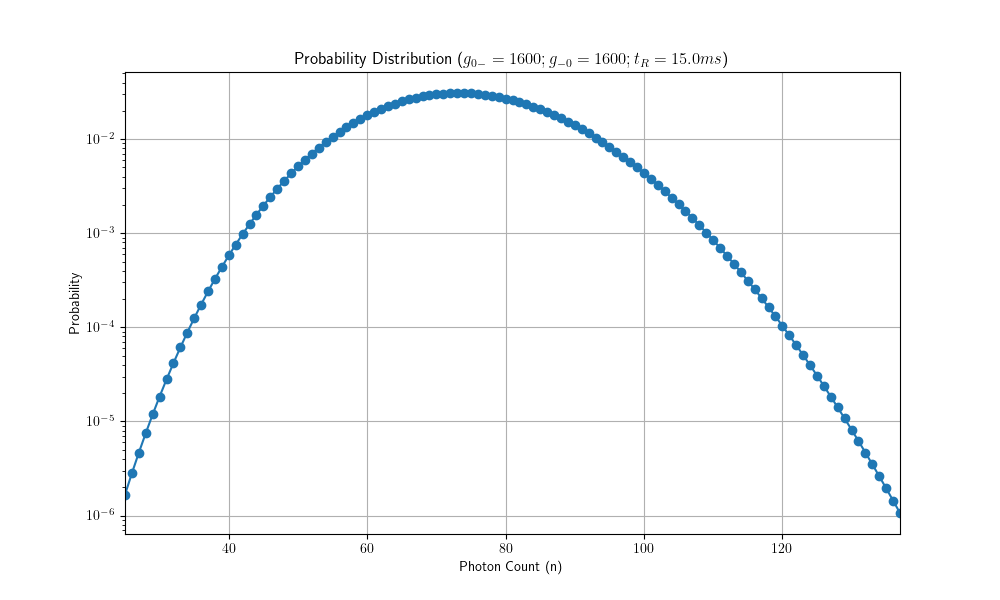 Probability Distribution ($g_{0-} = 1600; g_{-0} = 1600; t_R = 15.0ms$)
Probability
10⁻²
10⁻³
10⁻⁴
10⁻⁵
10⁻⁶
40 60 80 100 120
Photon Count (n)